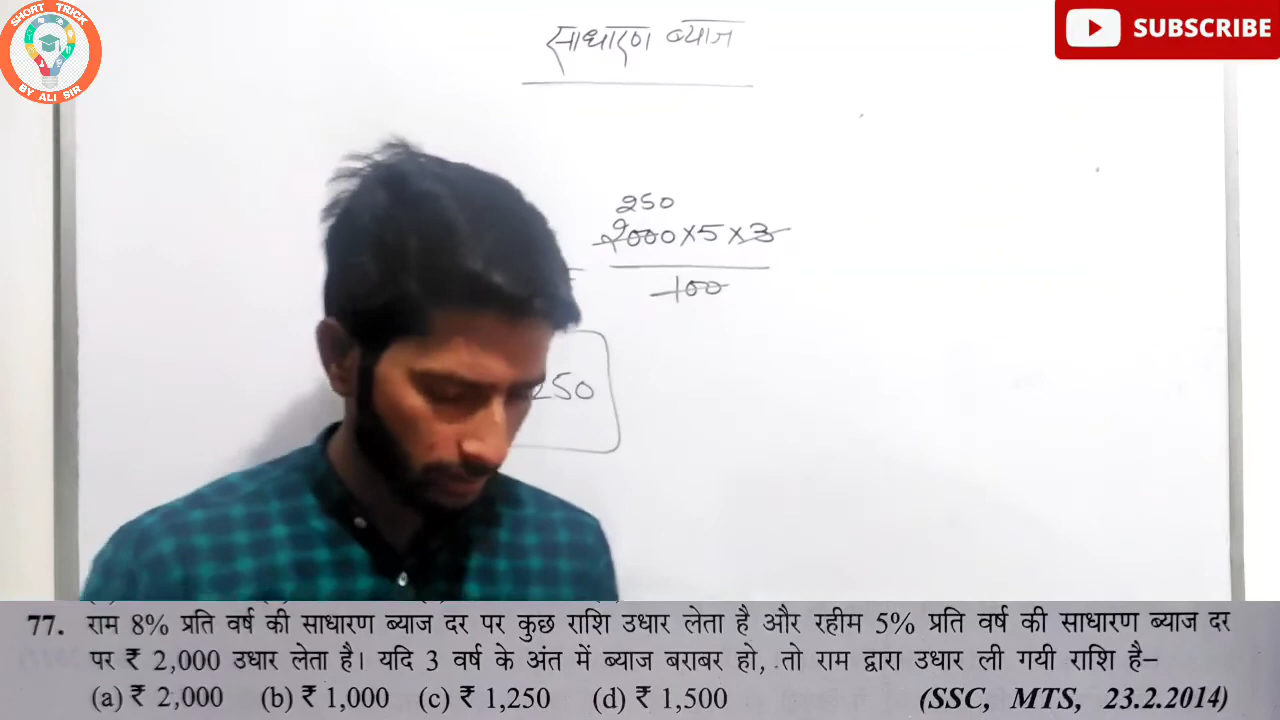 SHORT TRICK
BY ALI SIR
SUBSCRIBE
साधारण ब्याज
250
2000×5×3
100
250
77. राम 8% प्रति वर्ष की साधारण ब्याज दर पर कुछ राशि उधार लेता है और रहीम 5% प्रति वर्ष की साधारण ब्याज दर
पर ₹ 2,000 उधार लेता है। यदि 3 वर्ष के अंत में ब्याज बराबर हो, तो राम द्वारा उधार ली गयी राशि है–
(a) ₹ 2,000 (b) ₹ 1,000 (c) ₹ 1,250 (d) ₹ 1,500 (SSC, MTS, 23.2.2014)